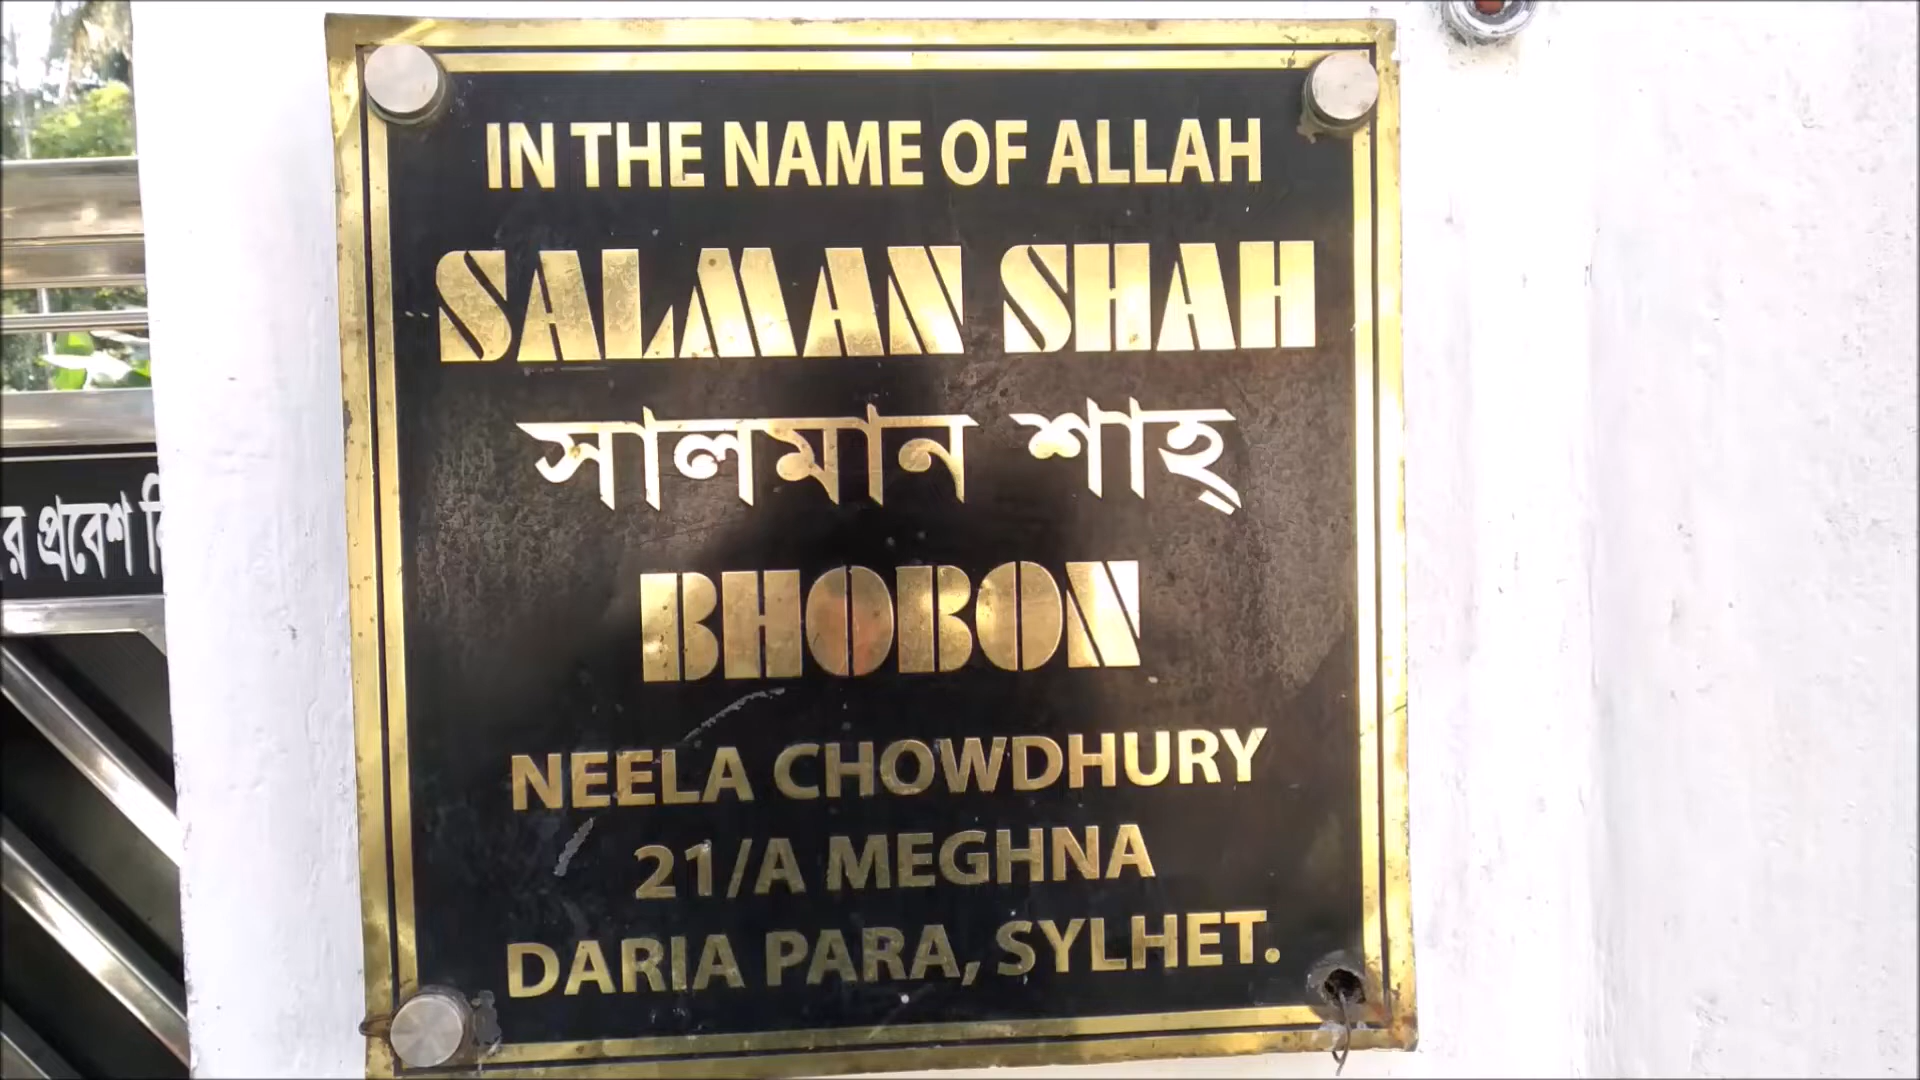 IN THE NAME OF ALLAH
SALMAN SHAH
সালমান শাহ্
BHOBON
NEELA CHOWDHURY
21/A MEGHNA
DARIA PARA, SYLHET.
প্রবেশ